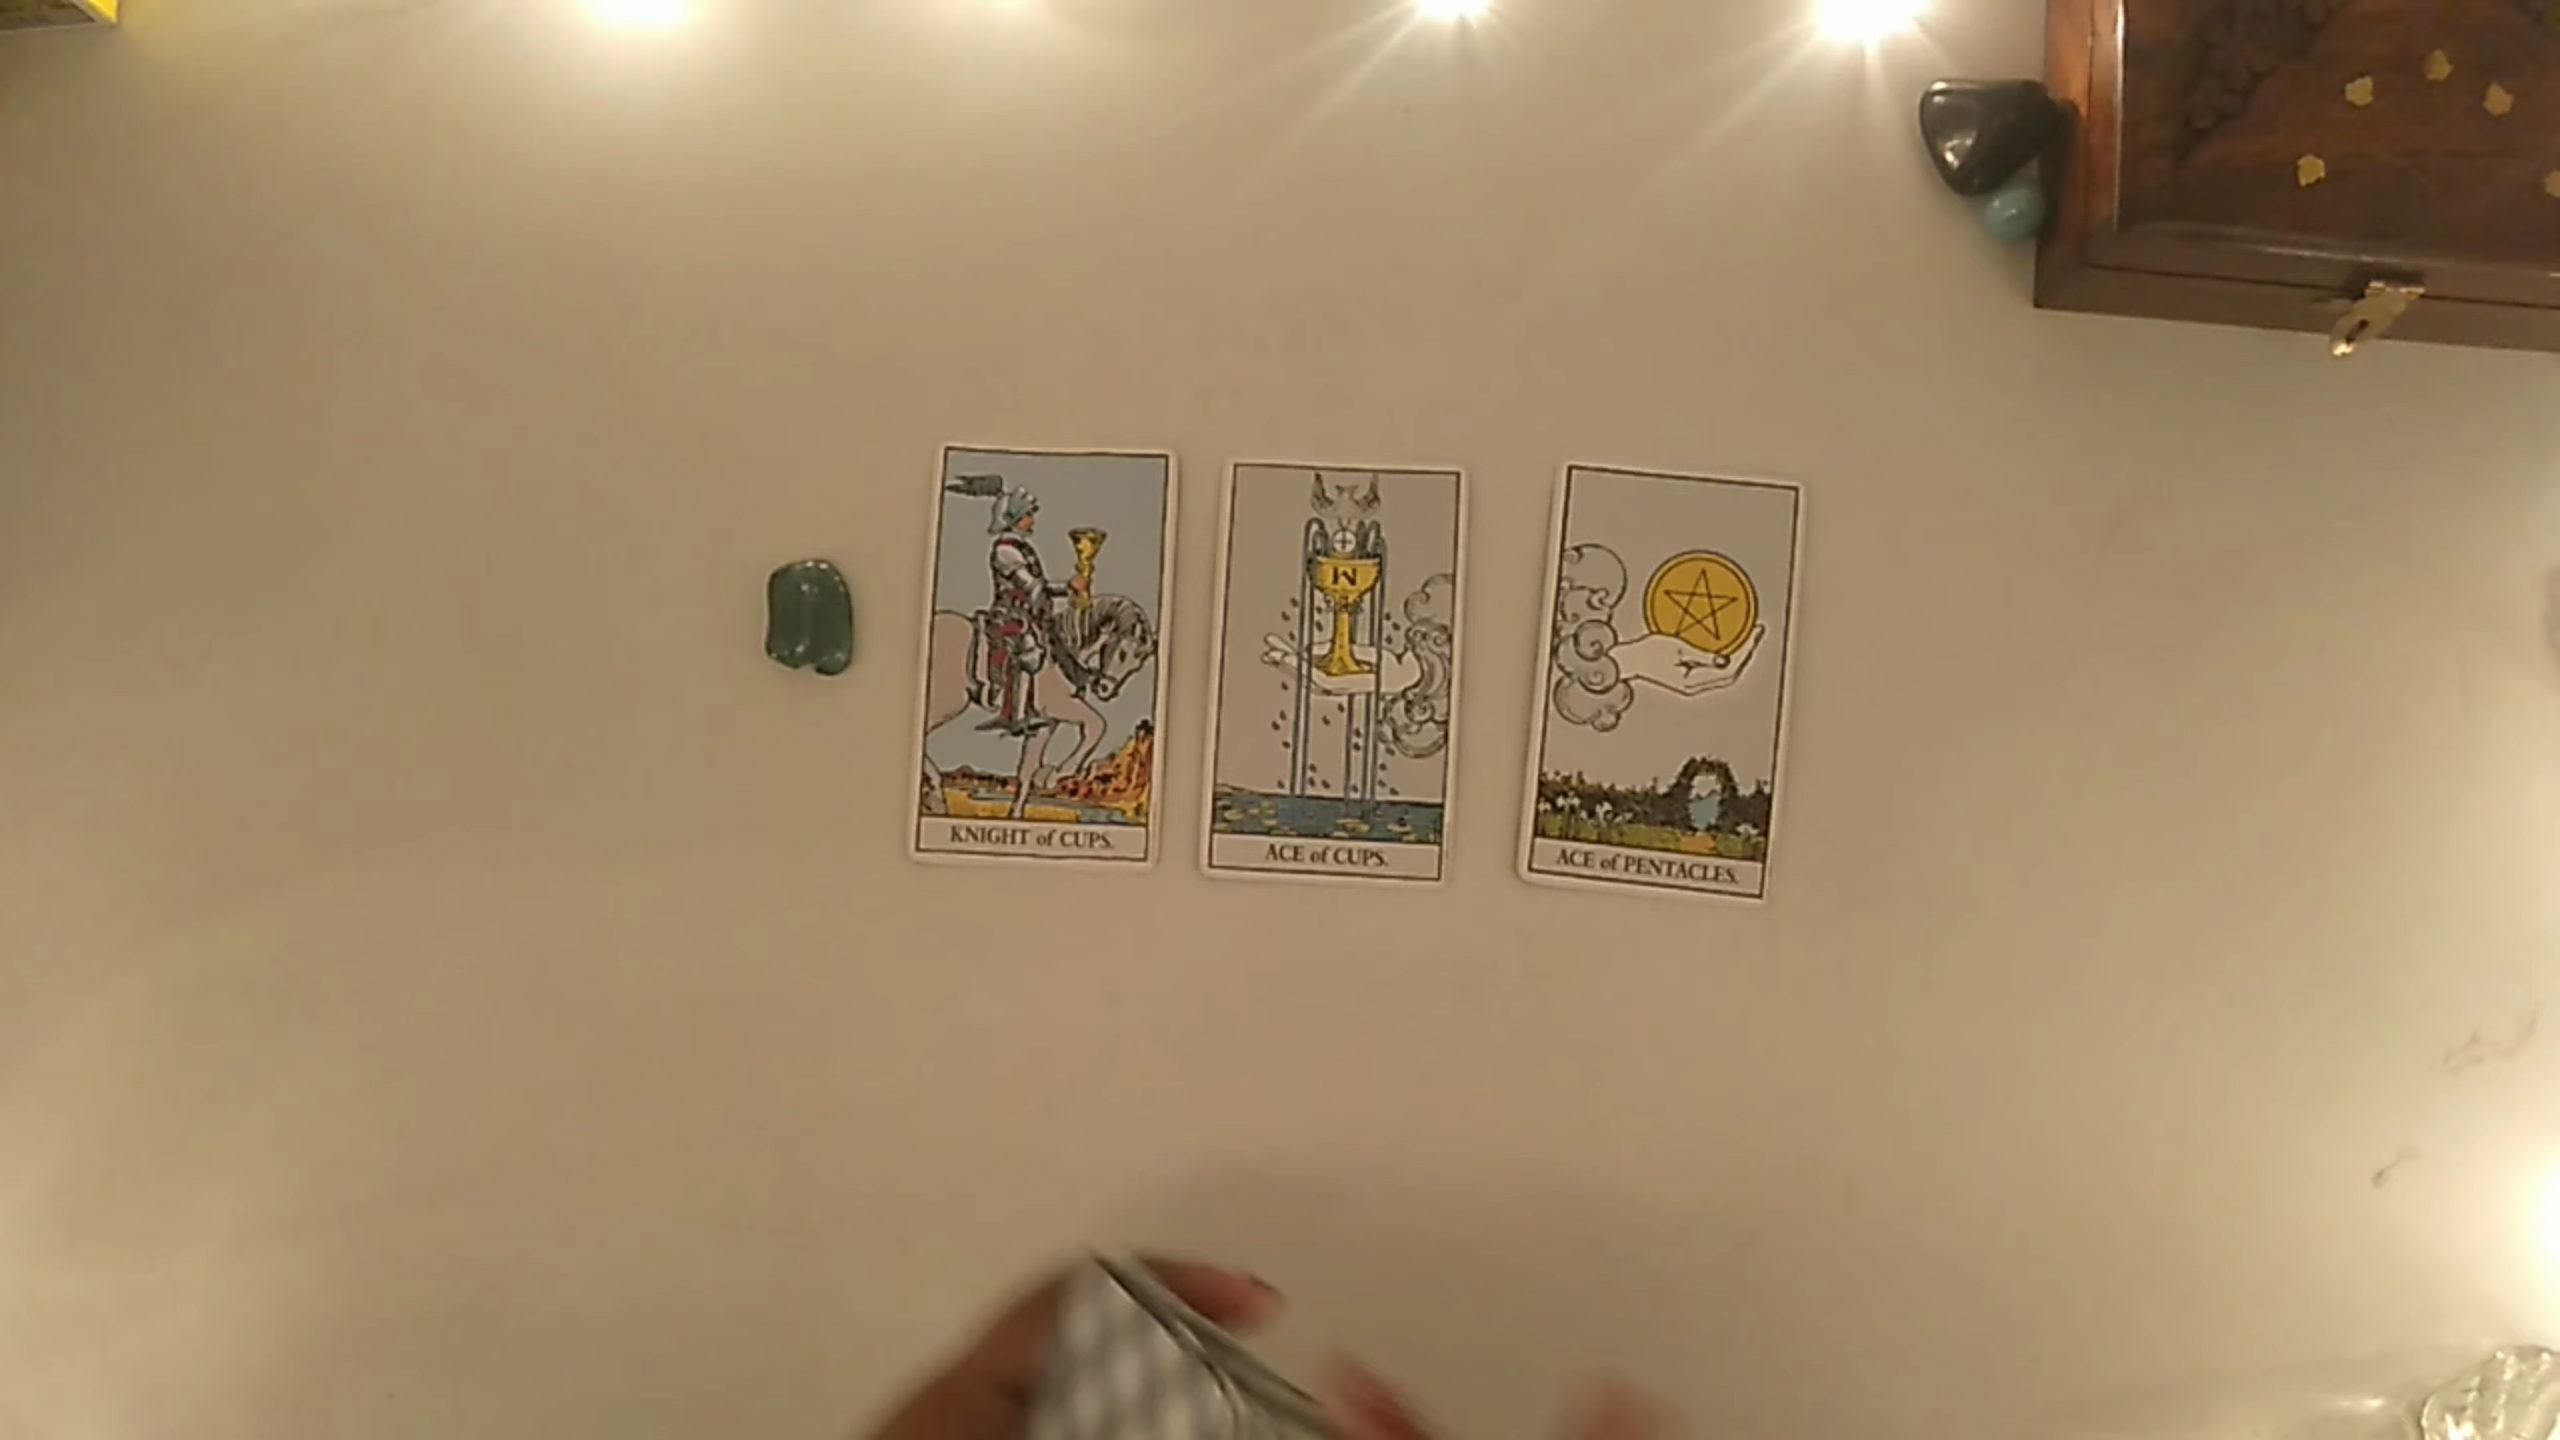 KNIGHT of CUPS.
ACE of CUPS.
ACE of PENTACLES.